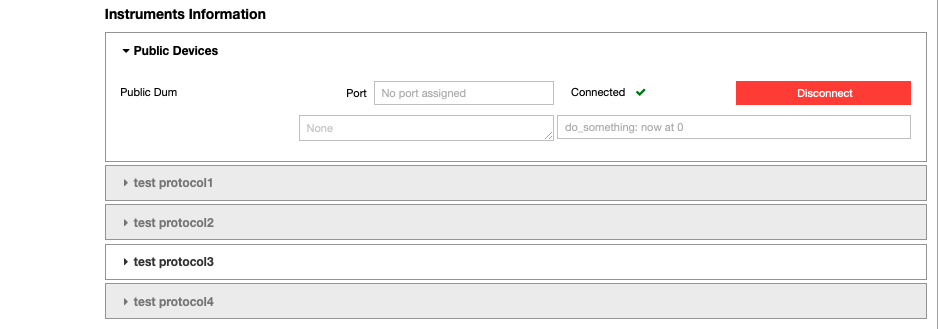 Instruments Information
Public Devices
Public Dum Port No port assigned Connected Disconnect
None do_something: now at 0
test protocol1
test protocol2
test protocol3
test protocol4